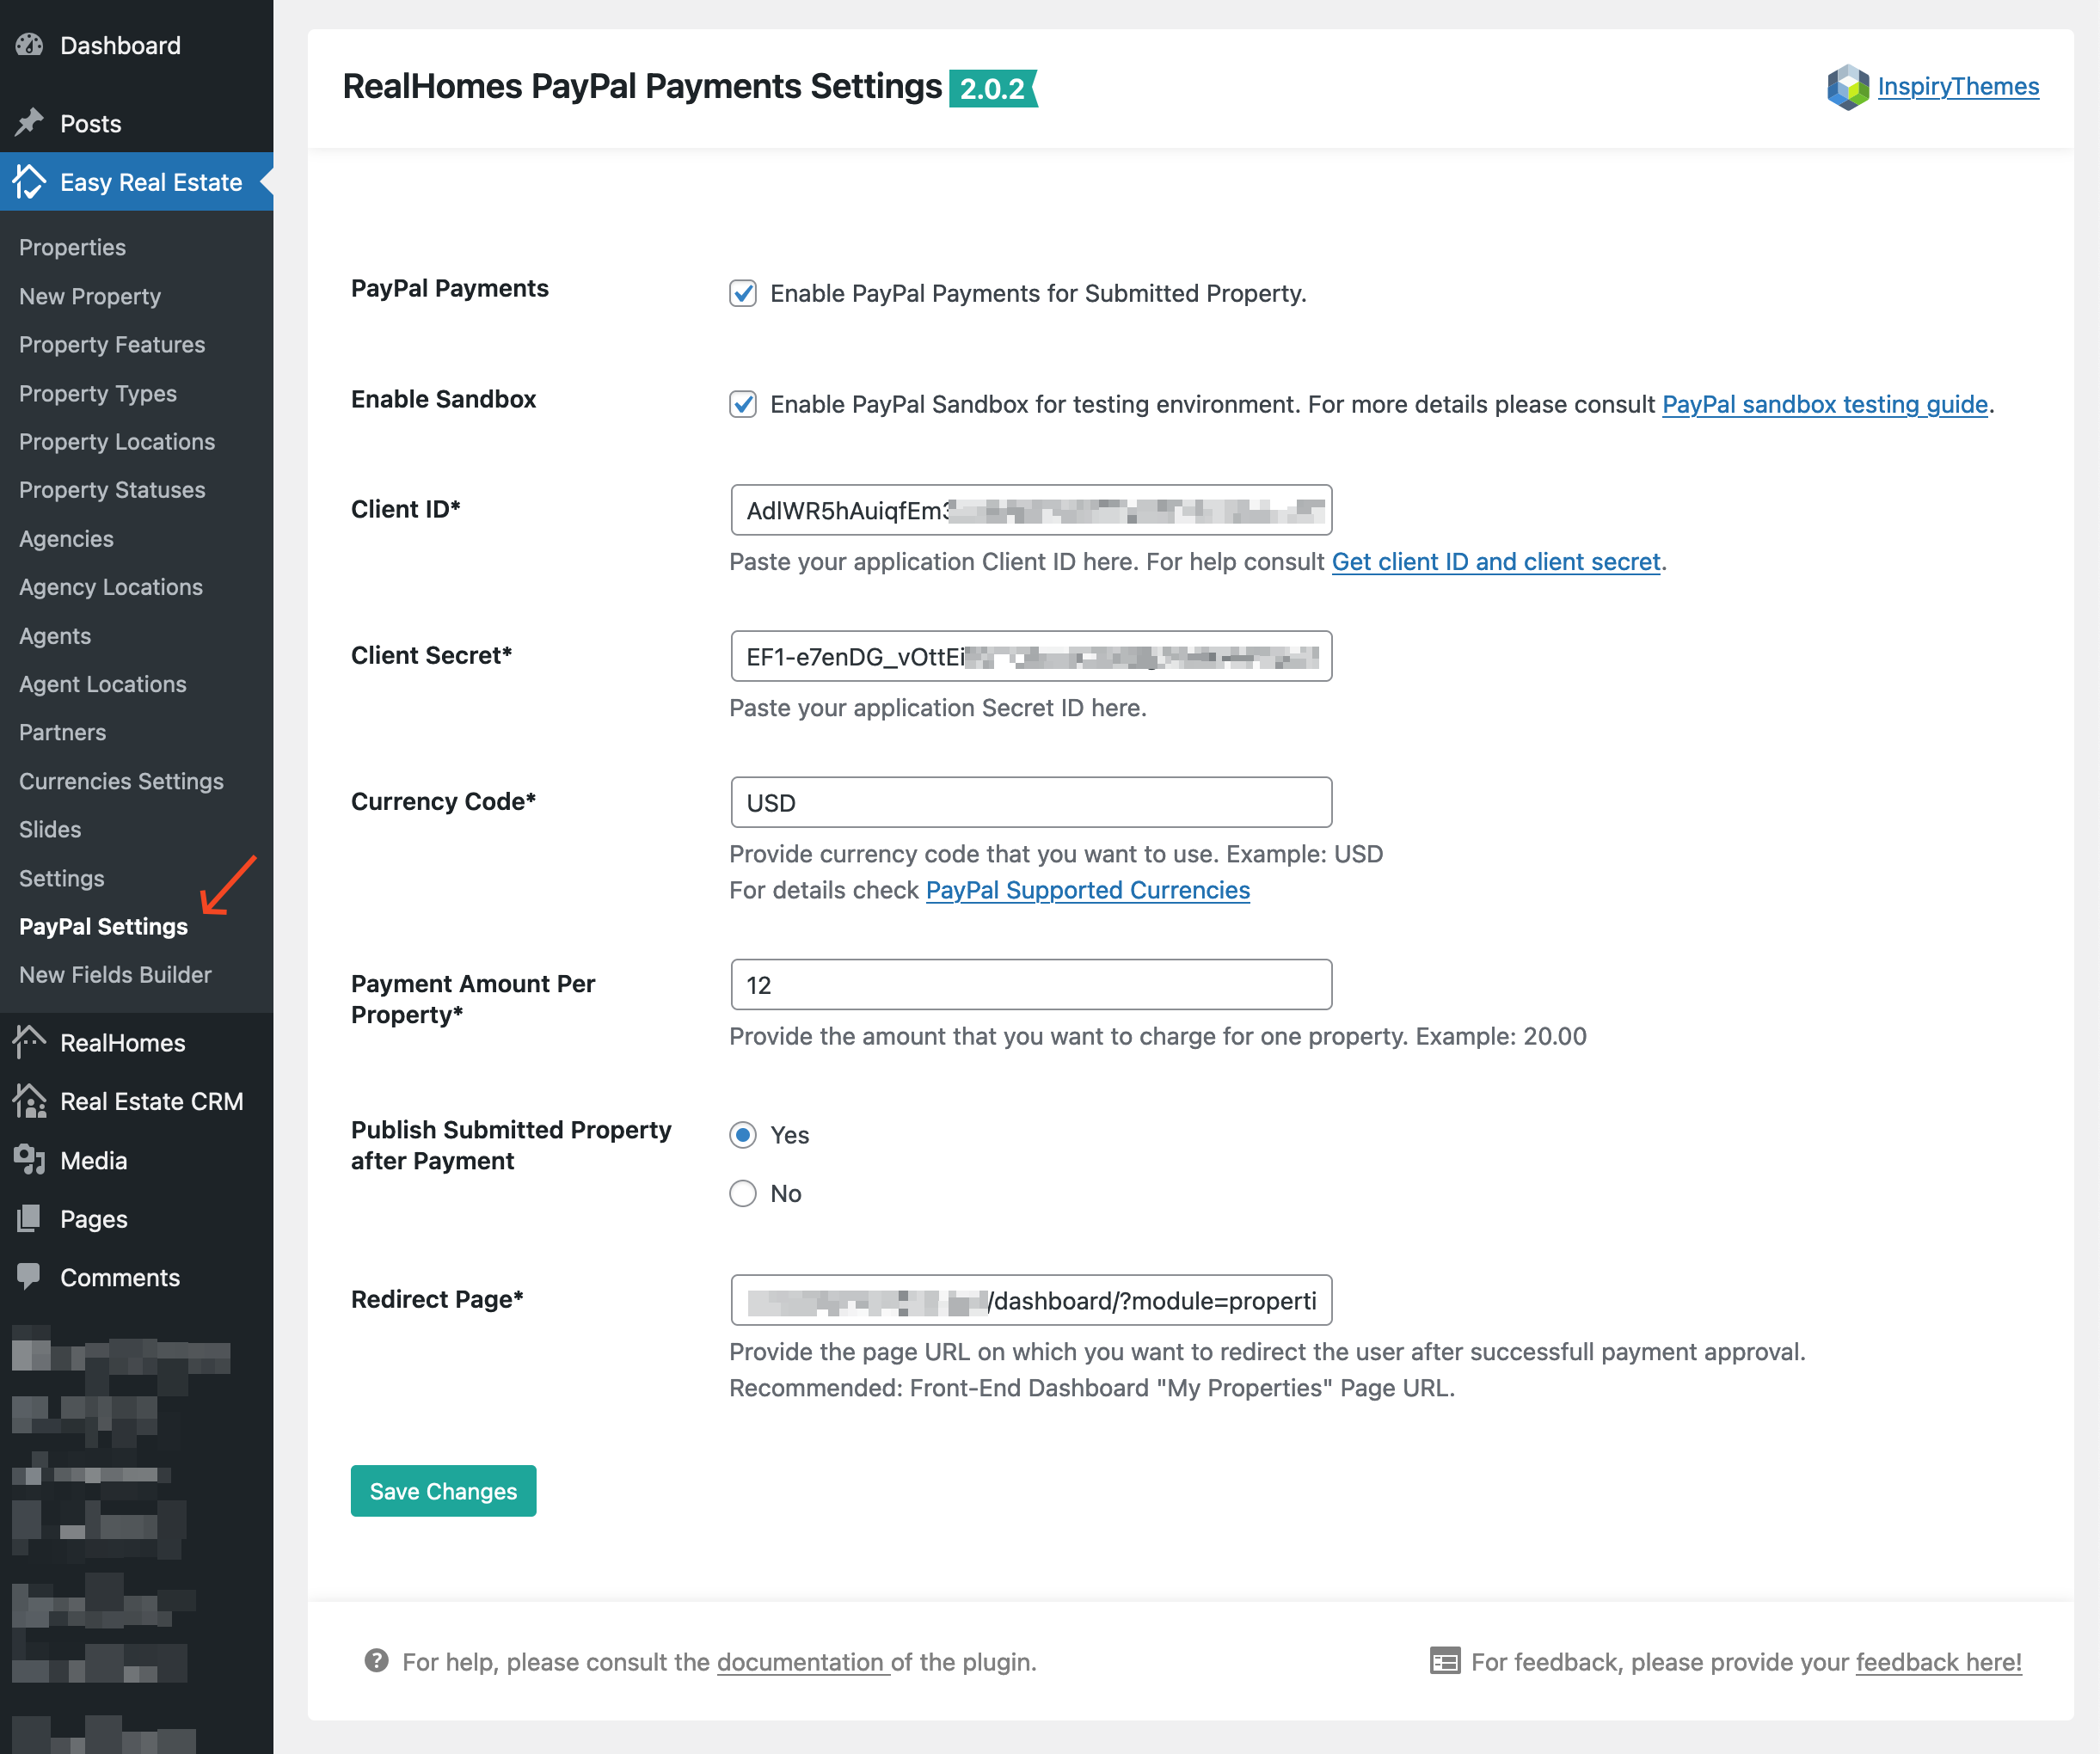 Dashboard
Posts
Easy Real Estate
Properties
New Property
Property Features
Property Types
Property Locations
Property Statuses
Agencies
Agency Locations
Agents
Agent Locations
Partners
Currencies Settings
Slides
Settings
PayPal Settings
New Fields Builder
RealHomes
Real Estate CRM
Media
Pages
Comments
RealHomes PayPal Payments Settings 2.0.2
InspiryThemes
PayPal Payments
Enable PayPal Payments for Submitted Property.
Enable Sandbox
Enable PayPal Sandbox for testing environment. For more details please consult PayPal sandbox testing guide.
Client ID*
AdlWR5hAuiqfEm3
Paste your application Client ID here. For help consult Get client ID and client secret.
Client Secret*
EF1-e7enDG_vOttEi
Paste your application Secret ID here.
Currency Code*
USD
Provide currency code that you want to use. Example: USD
For details check PayPal Supported Currencies
Payment Amount Per
Property*
12
Provide the amount that you want to charge for one property. Example: 20.00
Publish Submitted Property
after Payment
Yes
No
Redirect Page*
/dashboard/?module=properti
Provide the page URL on which you want to redirect the user after successfull payment approval.
Recommended: Front-End Dashboard "My Properties" Page URL.
Save Changes
For help, please consult the documentation of the plugin.
For feedback, please provide your feedback here!